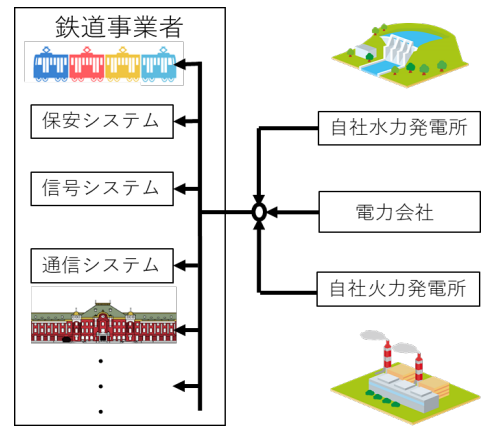 鉄道事業者
保安システム
信号システム
通信システム
自社水力発電所
電力会社
自社火力発電所